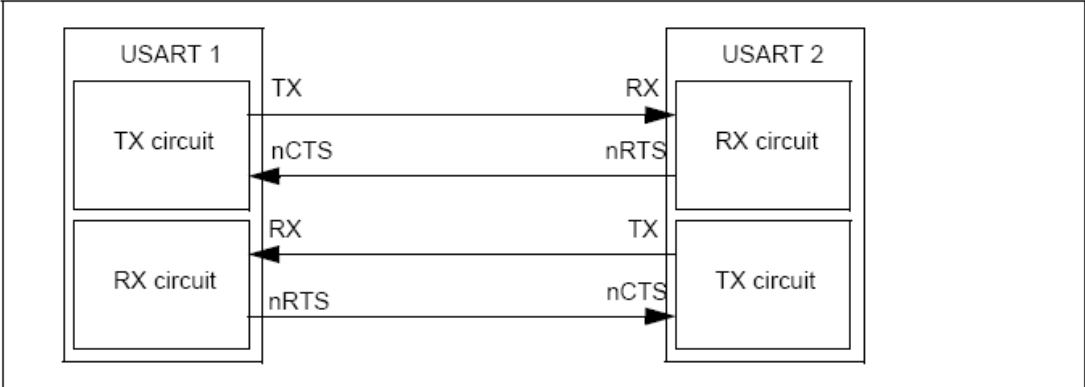 USART 1
USART 2
TX
RX
TX circuit
RX circuit
nCTS
nRTS
RX
TX
RX circuit
TX circuit
nRTS
nCTS